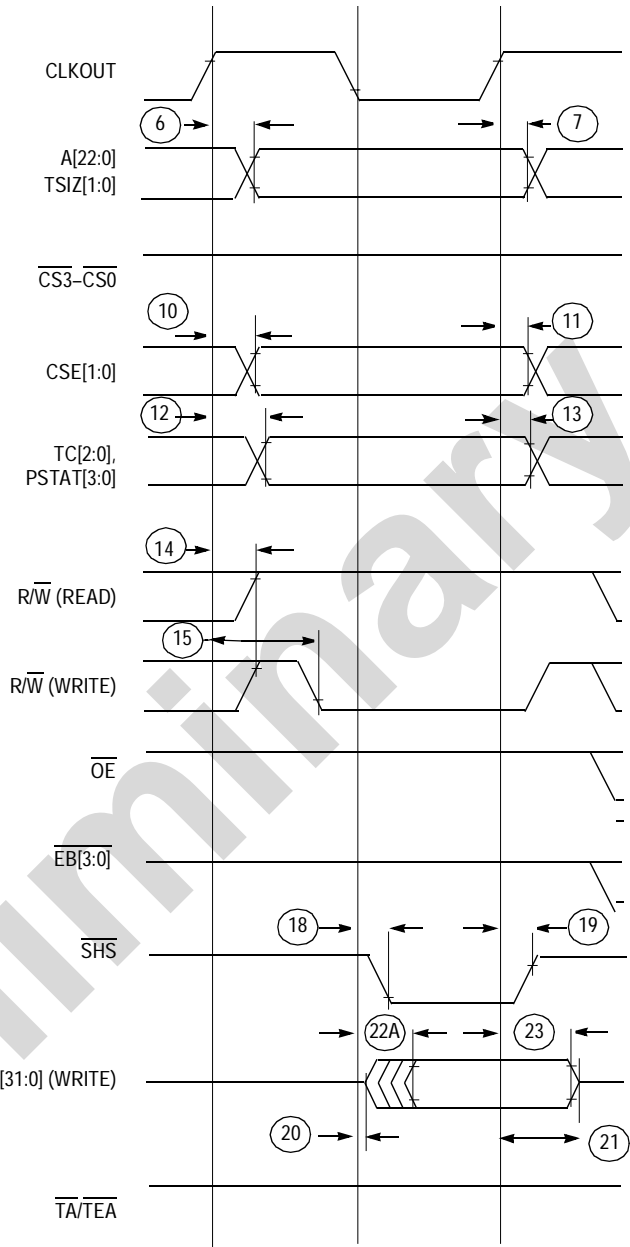 CLKOUT
6
7
A[22:0]
TSIZ[1:0]
CS3–CS0
10
11
CSE[1:0]
12
13
TC[2:0],
PSTAT[3:0]
14
R/W (READ)
15
R/W (WRITE)
OE
EB[3:0]
18
19
SHS
22A
23
[31:0] (WRITE)
20
21
TA/TEA
iminary